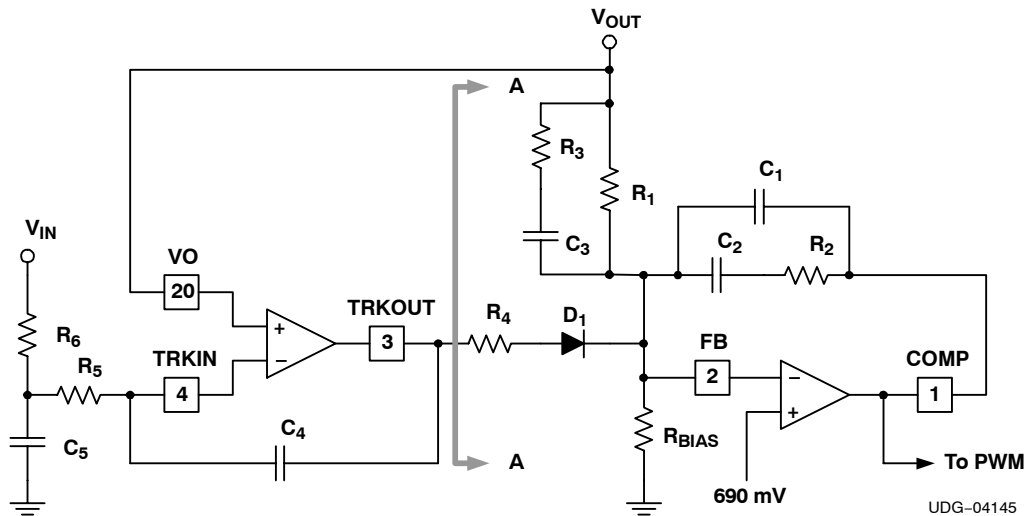 VOUT
A
R3
R1
C1
C3
C2
R2
VIN
VO
20
+
−
TRKOUT
3
R4
D1
R6
R5
TRKIN
4
FB
2
−
+
COMP
1
C5
C4
RBIAS
A
To PWM
690 mV
UDG−04145